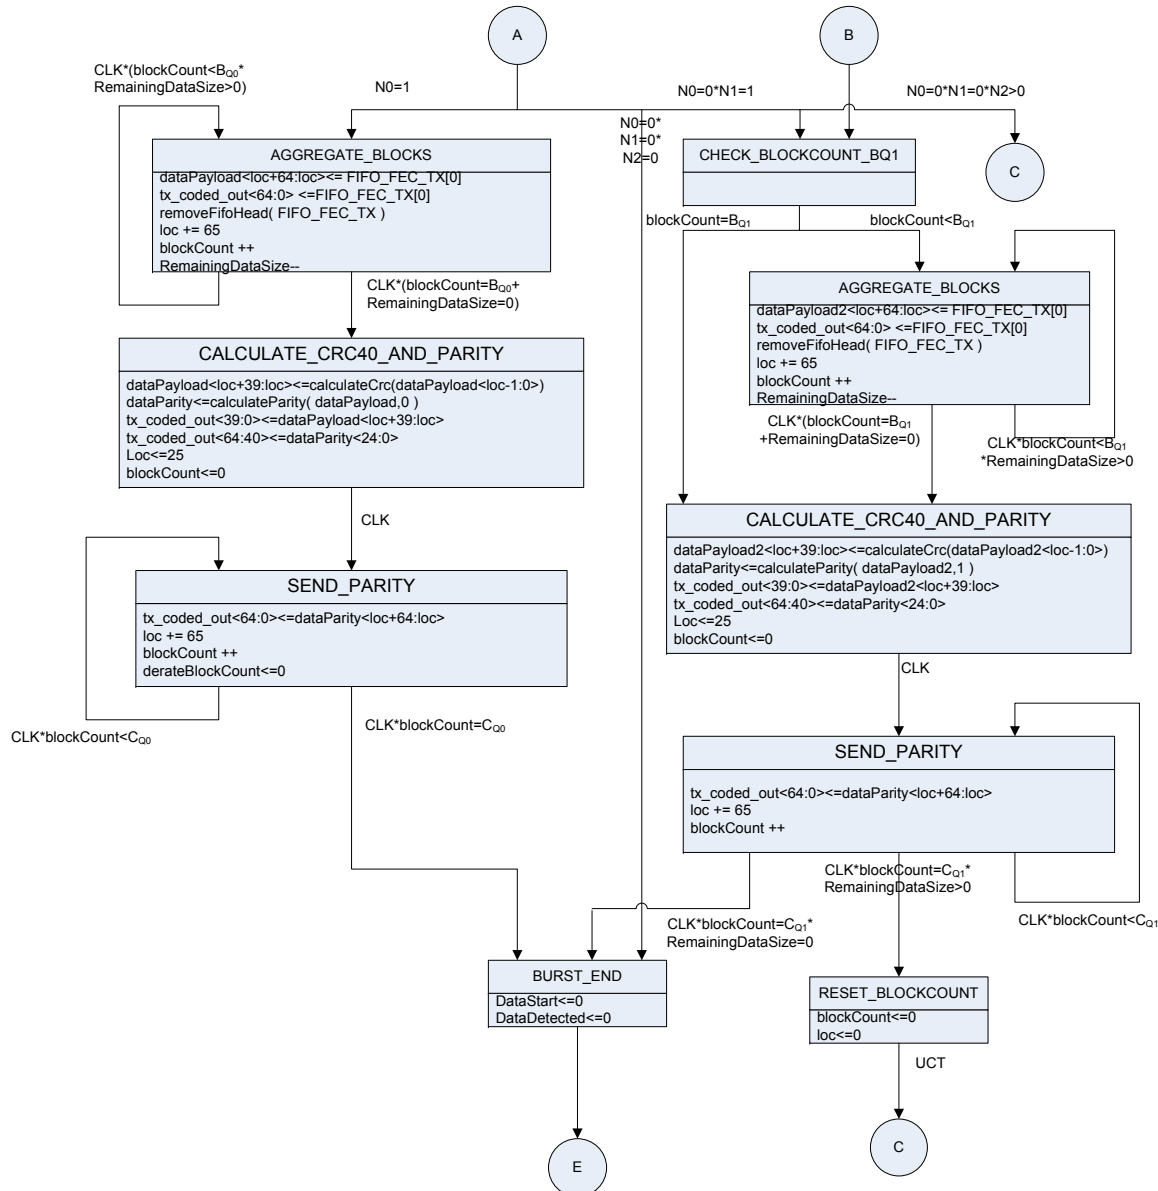 A
B
CLK*(blockCount<BQ0*
RemainingDataSize>0)
N0=1
N0=0*N1=1
N0=0*N1=0*N2>0
N0=0*
N1=0*
N2=0
C
AGGREGATE_BLOCKS
dataPayload<loc+64:loc><= FIFO_FEC_TX[0]
tx_coded_out<64:0> <=FIFO_FEC_TX[0]
removeFifoHead( FIFO_FEC_TX )
loc += 65
blockCount ++
RemainingDataSize--
CHECK_BLOCKCOUNT_BQ1
blockCount=BQ1
blockCount<BQ1
CLK*(blockCount=BQ0+
RemainingDataSize=0)
AGGREGATE_BLOCKS
dataPayload2<loc+64:loc><= FIFO_FEC_TX[0]
tx_coded_out<64:0> <=FIFO_FEC_TX[0]
removeFifoHead( FIFO_FEC_TX )
loc += 65
blockCount ++
RemainingDataSize--
CALCULATE_CRC40_AND_PARITY
dataPayload<loc+39:loc><=calculateCrc(dataPayload<loc-1:0>)
dataParity<=calculateParity( dataPayload,0 )
tx_coded_out<39:0><=dataPayload<loc+39:loc>
tx_coded_out<64:40><=dataParity<24:0>
Loc<=25
blockCount<=0
CLK*(blockCount=BQ1
+RemainingDataSize=0)
CLK*blockCount<BQ1
*RemainingDataSize>0
CLK
CALCULATE_CRC40_AND_PARITY
dataPayload2<loc+39:loc><=calculateCrc(dataPayload2<loc-1:0>)
dataParity<=calculateParity( dataPayload2,1 )
tx_coded_out<39:0><=dataPayload2<loc+39:loc>
tx_coded_out<64:40><=dataParity<24:0>
Loc<=25
blockCount<=0
SEND_PARITY
tx_coded_out<64:0><=dataParity<loc+64:loc>
loc += 65
blockCount ++
derateBlockCount<=0
CLK
CLK*blockCount<CQ0
CLK*blockCount=CQ0
SEND_PARITY
tx_coded_out<64:0><=dataParity<loc+64:loc>
loc += 65
blockCount ++
CLK*blockCount=CQ1*
RemainingDataSize>0
CLK*blockCount<CQ1
CLK*blockCount=CQ1*
RemainingDataSize=0
BURST_END
DataStart<=0
DataDetected<=0
RESET_BLOCKCOUNT
blockCount<=0
loc<=0
UCT
C
E